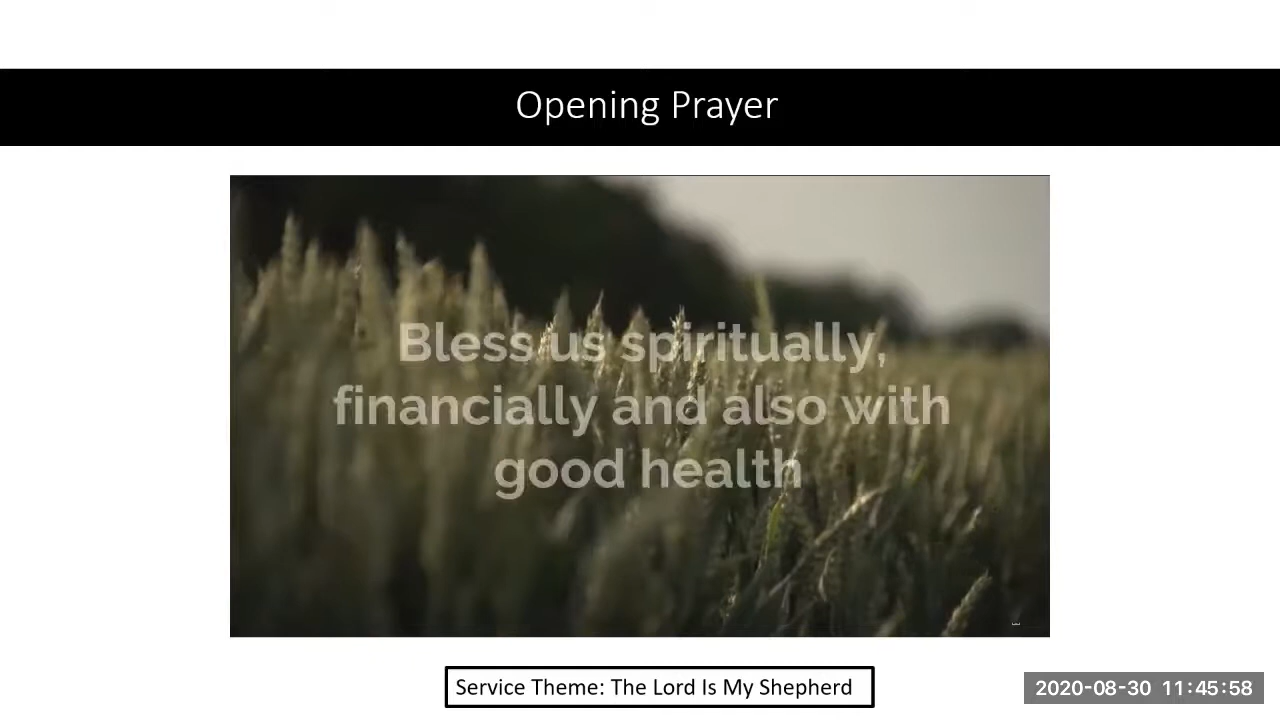 Opening Prayer
Bless us spiritually,
financially and also with
good health
Service Theme: The Lord Is My Shepherd
2020-08-30 11:45:58